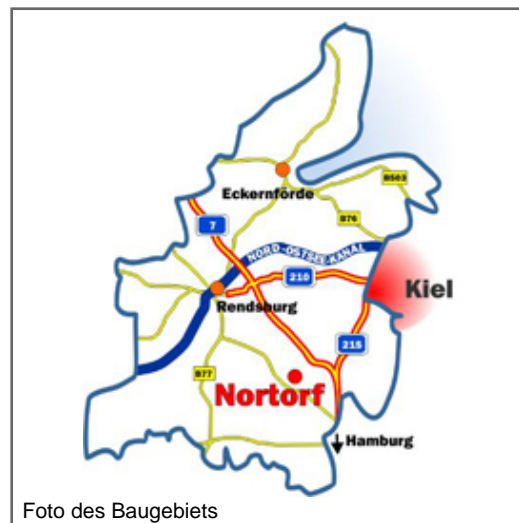 Eckernförde
B503
B76
7
NORD-OSTSEE-KANAL
210
Kiel
Rendsburg
215
B77
Nortorf
Hamburg
Foto des Baugebiets